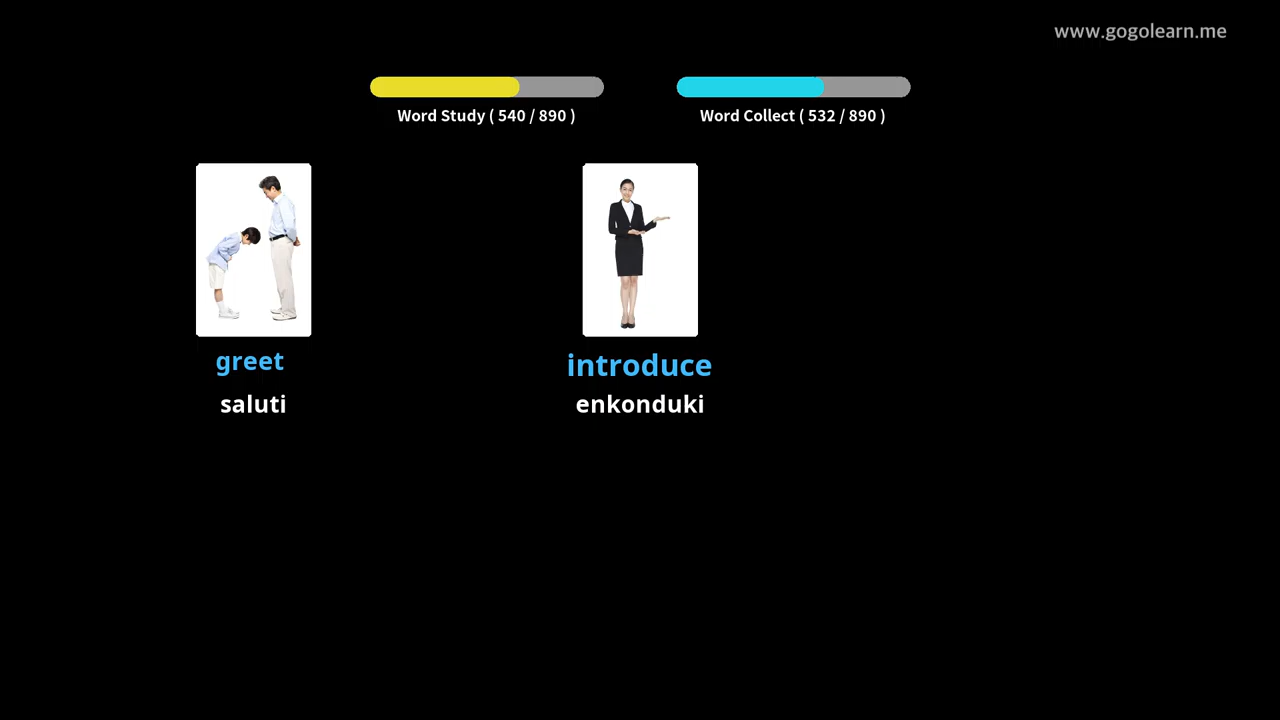 www.gogolearn.me
Word Study ( 540 / 890 )
Word Collect ( 532 / 890 )
greet
saluti
introduce
enkonduki